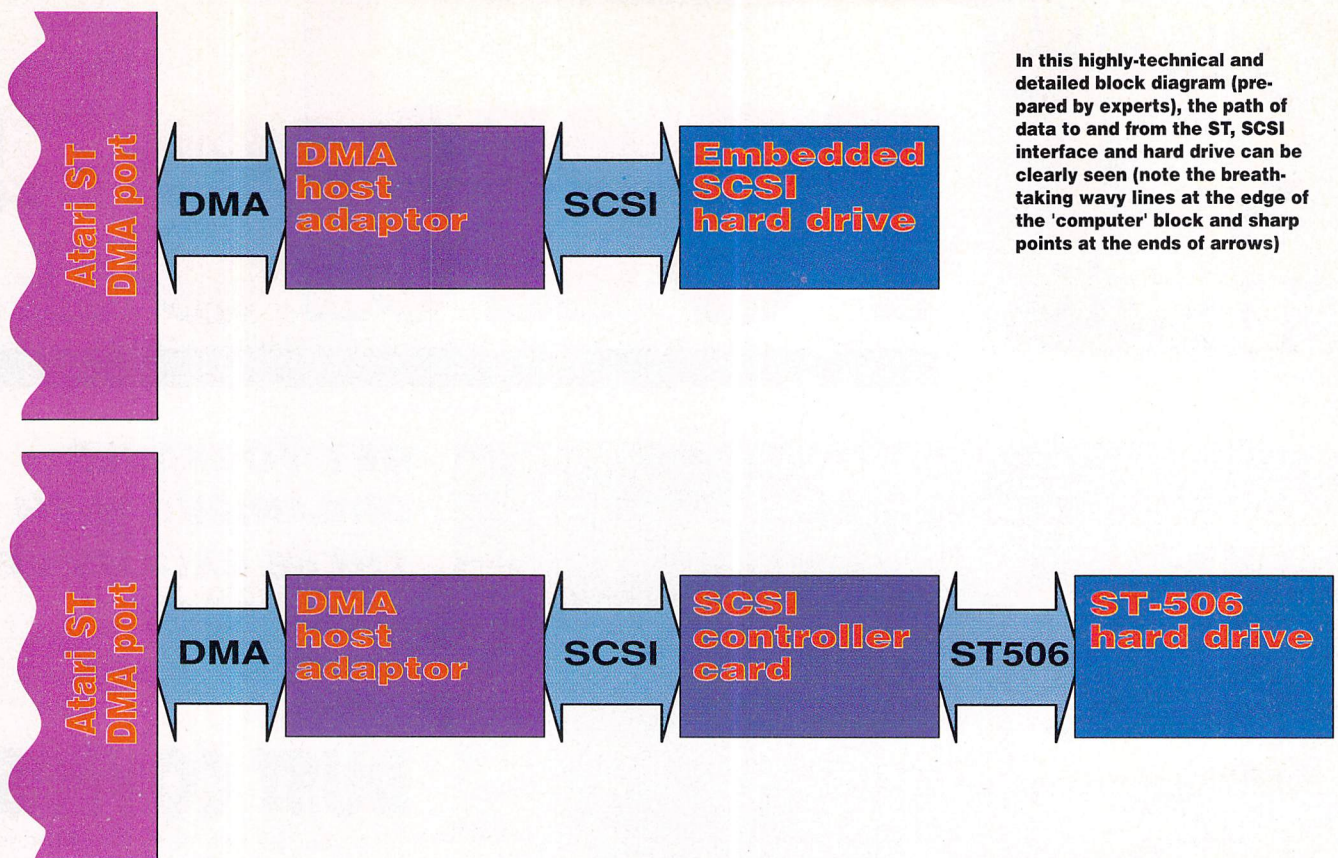 In this highly-technical and
detailed block diagram (pre-
pared by experts), the path of
data to and from the ST, SCSI
interface and hard drive can be
clearly seen (note the breath-
taking wavy lines at the edge of
the 'computer' block and sharp
points at the ends of arrows)
Atari ST
DMA port
DMA
DMA
host
adaptor
SCSI
Embedded
SCSI
hard drive
Atari ST
DMA port
DMA
DMA
host
adaptor
SCSI
SCSI
controller
card
ST506
ST-506
hard drive